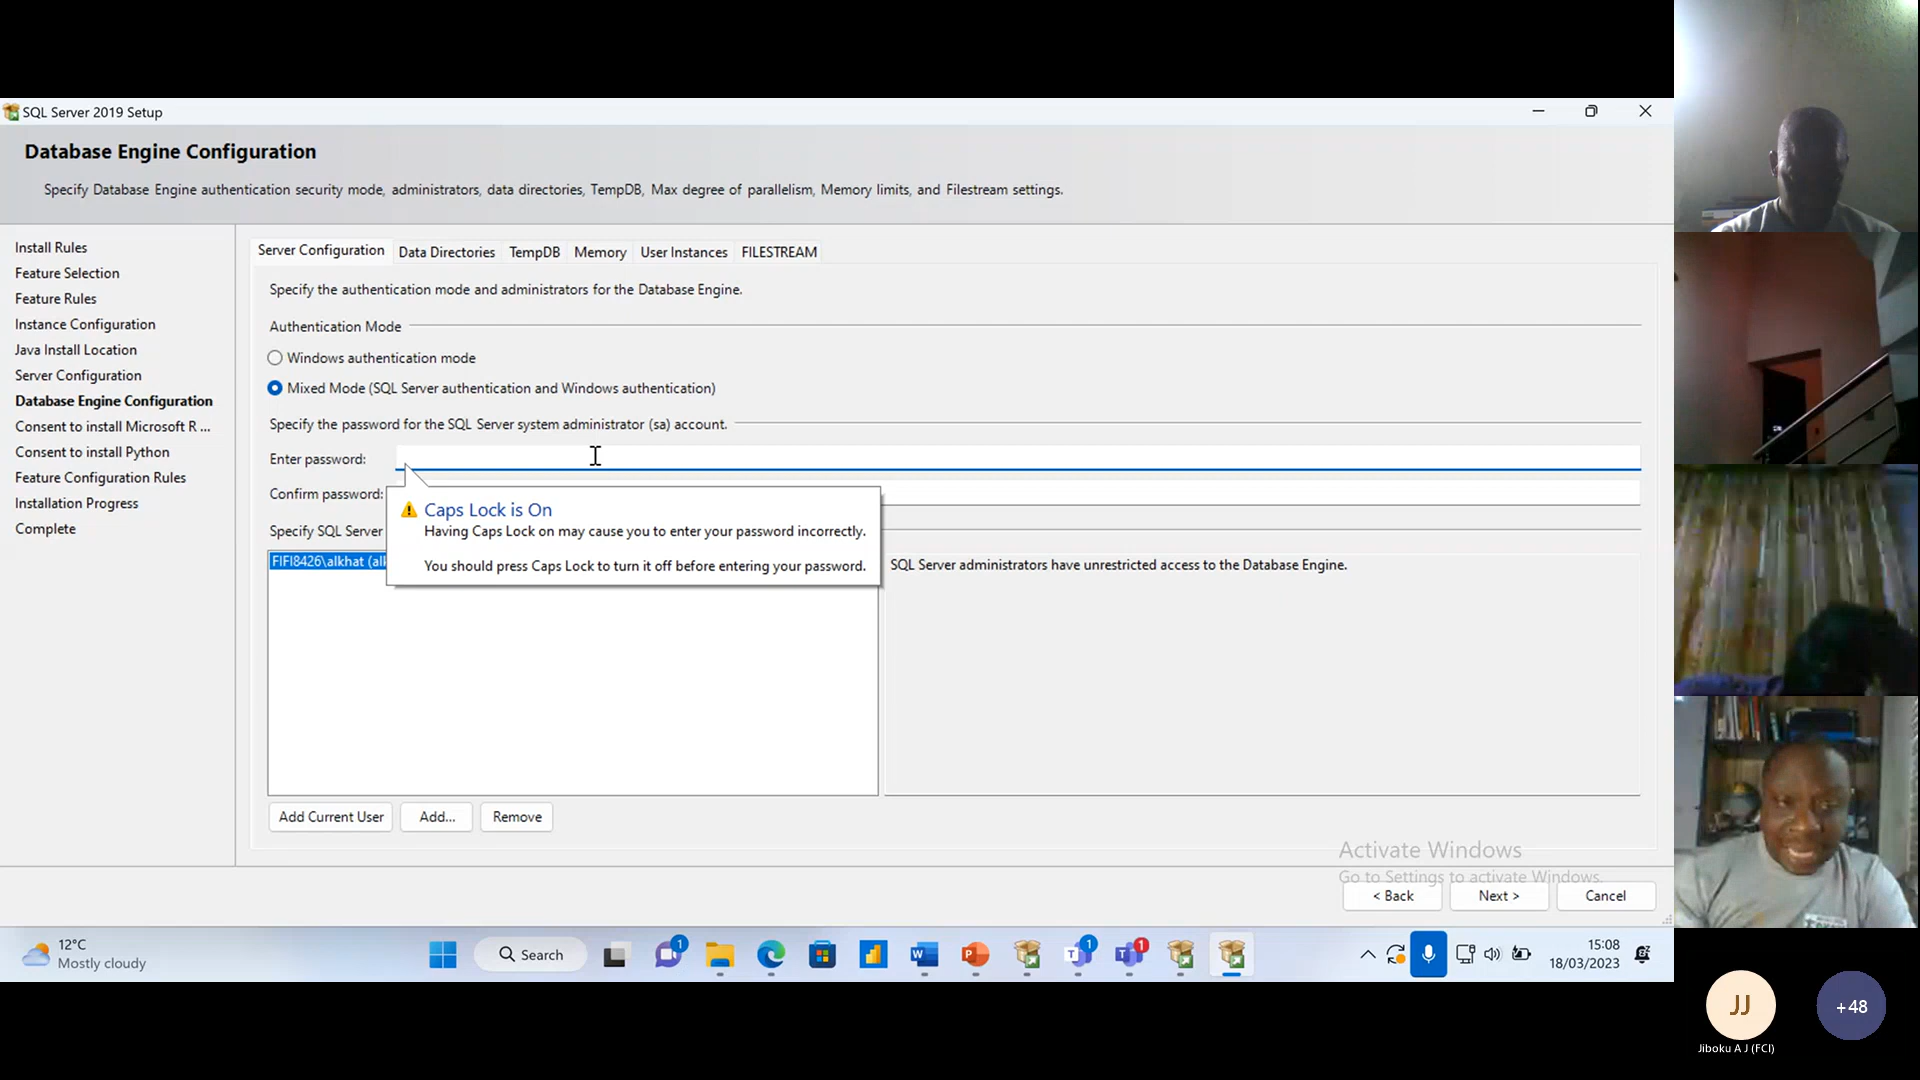 SQL Server 2019 Setup
Database Engine Configuration
Specify Database Engine authentication security mode, administrators, data directories, TempDB, Max degree of parallelism, Memory limits, and Filestream settings.
Install Rules
Feature Selection
Feature Rules
Instance Configuration
Java Install Location
Server Configuration
Database Engine Configuration
Consent to install Microsoft R ...
Consent to install Python
Feature Configuration Rules
Installation Progress
Complete
Server Configuration Data Directories TempDB Memory User Instances FILESTREAM
Specify the authentication mode and administrators for the Database Engine.
Authentication Mode
Windows authentication mode
Mixed Mode (SQL Server authentication and Windows authentication)
Specify the password for the SQL Server system administrator (sa) account.
Enter password:
Confirm password:
Caps Lock is On
Having Caps Lock on may cause you to enter your password incorrectly.
You should press Caps Lock to turn it off before entering your password.
Specify SQL Server
FIFI8426\alkhat (alk
SQL Server administrators have unrestricted access to the Database Engine.
Add Current User Add... Remove
Activate Windows
Go to Settings to activate Windows.
< Back Next > Cancel
12°C
Mostly cloudy
Search
1
1
1
15:08
18/03/2023
JJ
+48
Jiboku A J (FCI)